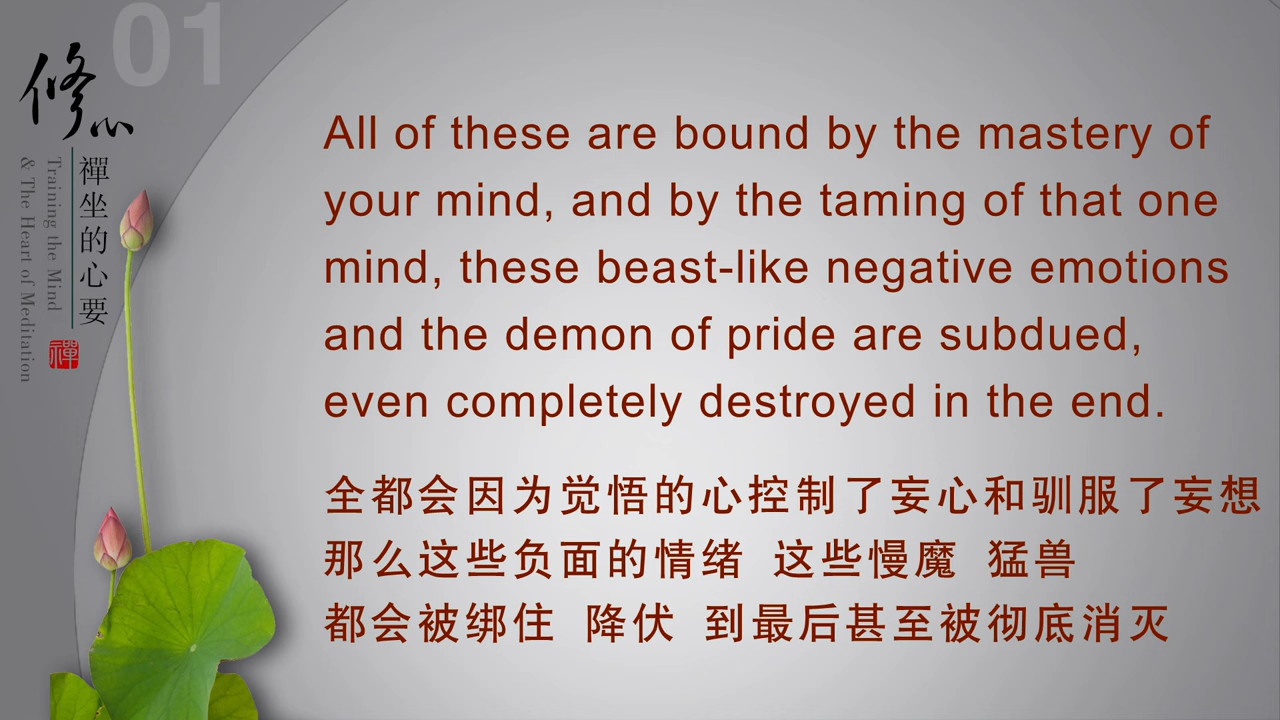 01
修心
禪坐的心要
Training the Mind
& The Heart of Meditation
禪
All of these are bound by the mastery of
your mind, and by the taming of that one
mind, these beast-like negative emotions
and the demon of pride are subdued,
even completely destroyed in the end.
全都会因为觉悟的心控制了妄心和驯服了妄想
那么这些负面的情绪 这些慢魔 猛兽
都会被绑住 降伏 到最后甚至被彻底消灭